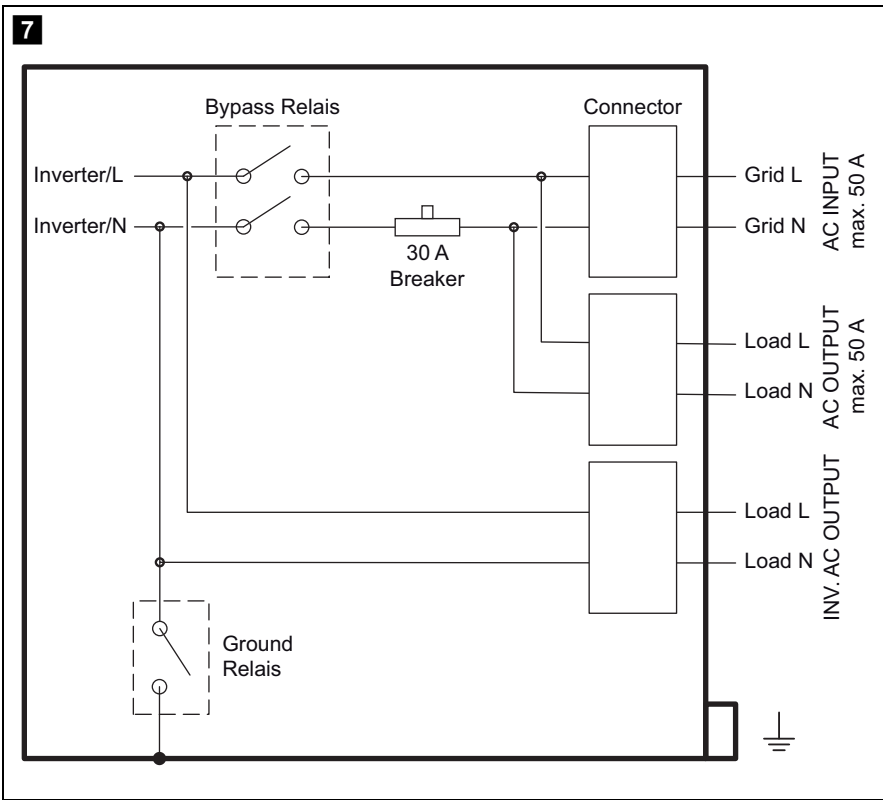 7
Bypass Relais
Connector
Inverter/L
Grid L
Inverter/N
Grid N
AC INPUT
max. 50 A
30 A
Breaker
Load L
Load N
AC OUTPUT
max. 50 A
Load L
Load N
INV. AC OUTPUT
Ground
Relais